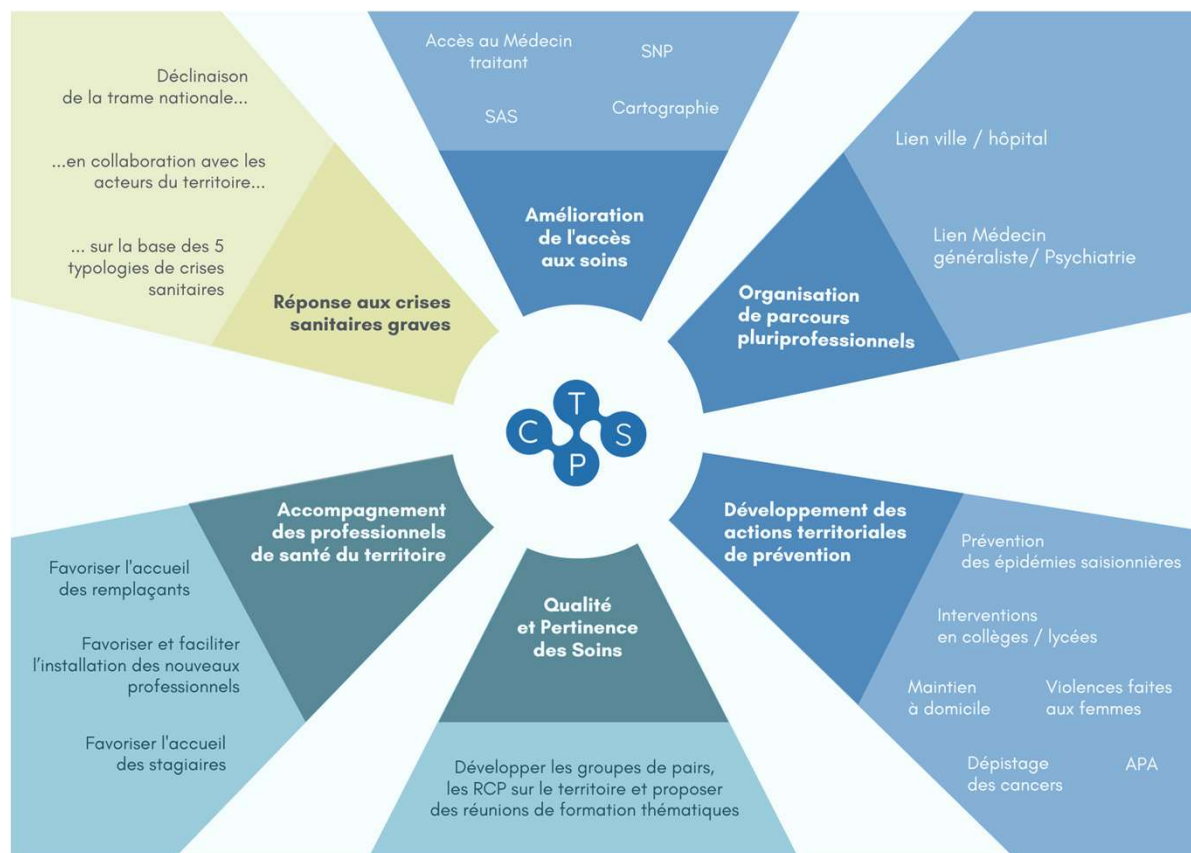 Accès au Médecin
traitant
SNP
SAS
Cartographie
Amélioration
de l'accès
aux soins
Lien ville / hôpital
Lien Médecin
généraliste/ Psychiatrie
Organisation
de parcours
pluriprofessionnels
Développement des
actions territoriales
de prévention
Prévention
des épidémies saisionnières
Interventions
en collèges / lycées
Maintien
à domicile
Violences faites
aux femmes
Dépistage
des cancers
APA
Qualité
et Pertinence
des Soins
Développer les groupes de pairs,
les RCP sur le territoire et proposer
des réunions de formation thématiques
Accompagnement
des professionnels
de santé du territoire
Favoriser l'accueil
des remplaçants
Favoriser et faciliter
l’installation des nouveaux
professionnels
Favoriser l'accueil
des stagiaires
Déclinaison
de la trame nationale...
...en collaboration avec les
acteurs du territoire...
... sur la base des 5
typologies de crises
sanitaires
Réponse aux crises
sanitaires graves
C P T S